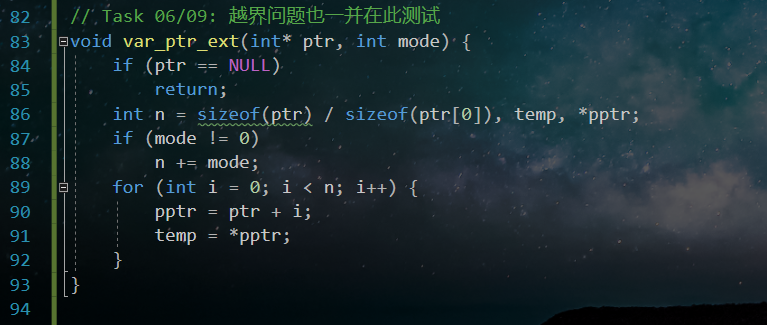 82 // Task 06/09: 越界问题也一并在此测试
83 void var_ptr_ext(int* ptr, int mode) {
84     if (ptr == NULL)
85         return;
86     int n = sizeof(ptr) / sizeof(ptr[0]), temp, *pptr;
87     if (mode != 0)
88         n += mode;
89     for (int i = 0; i < n; i++) {
90         pptr = ptr + i;
91         temp = *pptr;
92     }
93 }
94